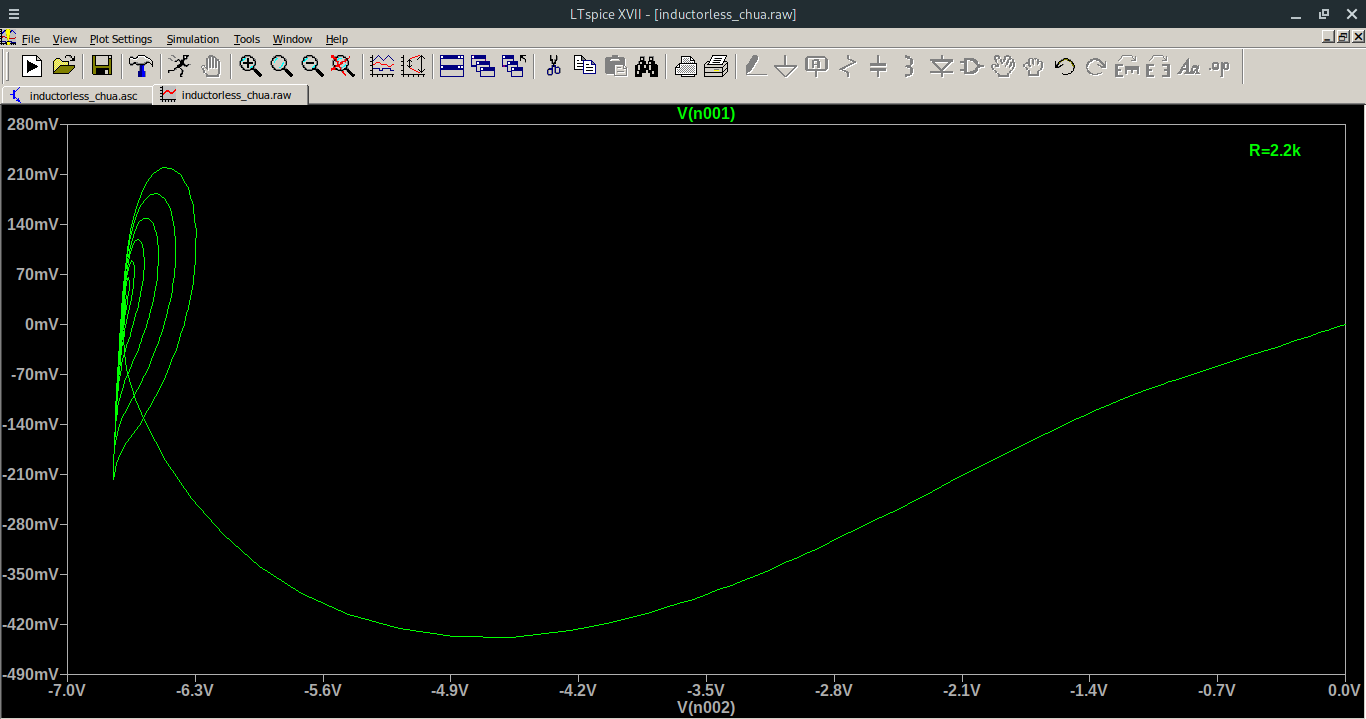 LTspice XVII - [inductorless_chua.raw]
File View Plot Settings Simulation Tools Window Help
inductorless_chua.asc inductorless_chua.raw
V(n001)
R=2.2k
280mV
210mV
140mV
70mV
0mV
-70mV
-140mV
-210mV
-280mV
-350mV
-420mV
-490mV
-7.0V -6.3V -5.6V -4.9V -4.2V -3.5V -2.8V -2.1V -1.4V -0.7V 0.0V
V(n002)